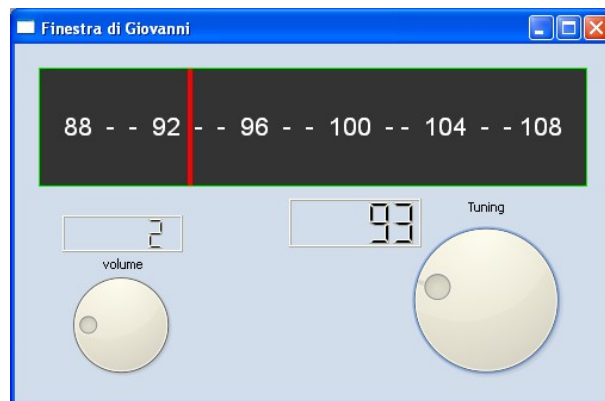 Finestra di Giovanni
88 - - 92 - - 96 - - 100 - - 104 - - 108
2
93
Tuning
volume